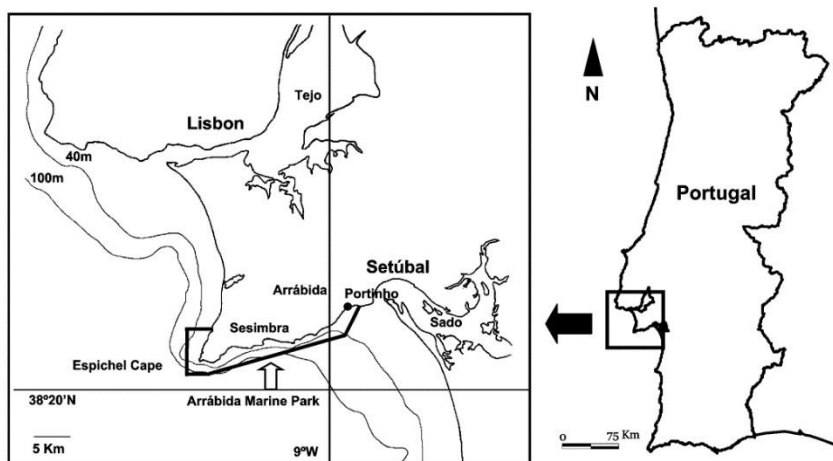 Tejo
Lisbon
40m
100m
Setúbal
Arrábida
Portinho
Sesimbra
Sado
Espichel Cape
38º20'N
Arrábida Marine Park
5 Km
9ºW
N
Portugal
0 75 Km